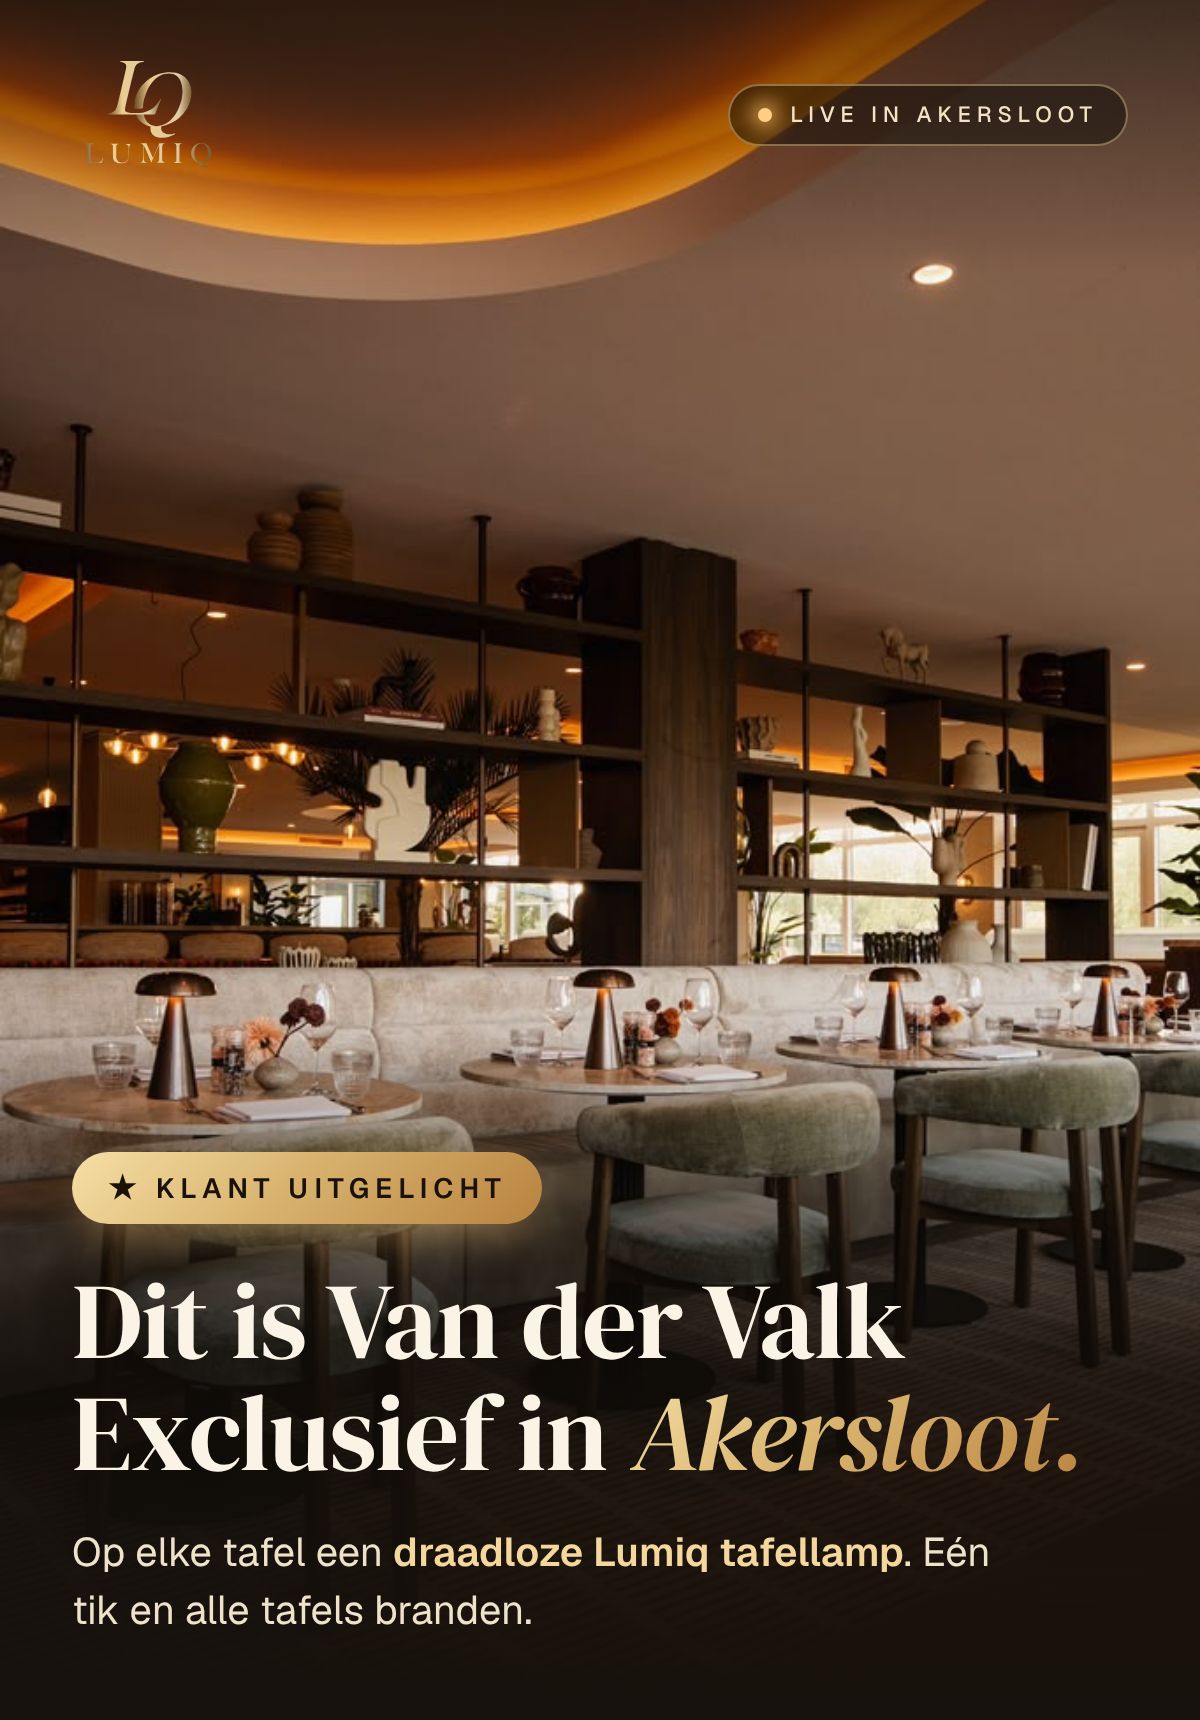 LQ
LUMIQ
LIVE IN AKERSLOOT
★ KLANT UITGELICHT
Dit is Van der Valk
Exclusief in Akersloot.
Op elke tafel een draadloze Lumiq tafellamp. Eén
tik en alle tafels branden.